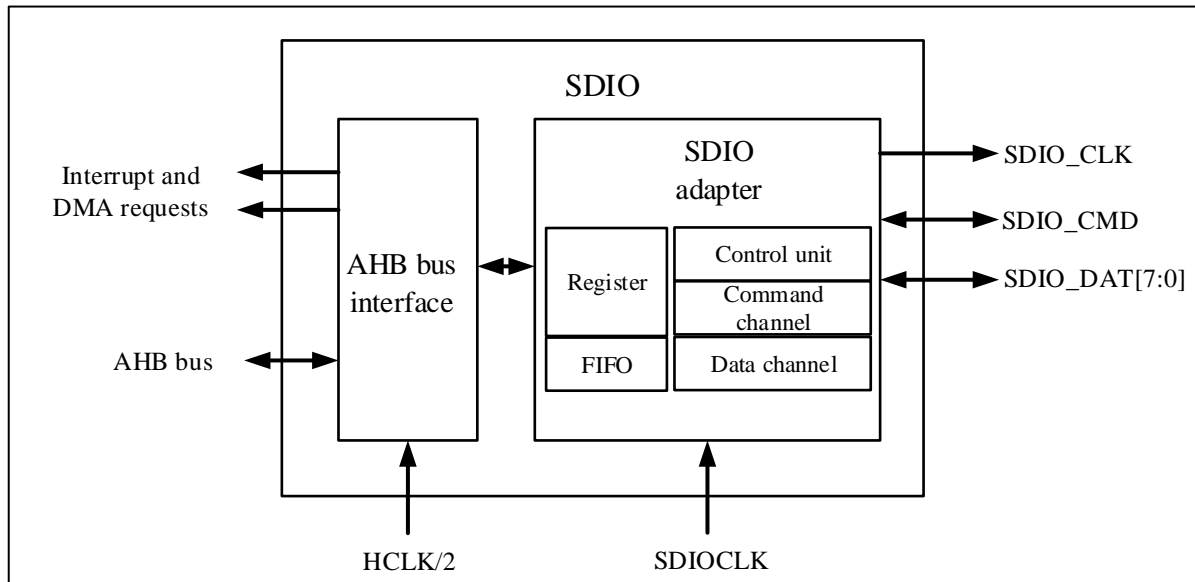 SDIO
Interrupt and
DMA requests
AHB bus
AHB bus
interface
SDIO
adapter
Register
FIFO
Control unit
Command
channel
Data channel
SDIO_CLK
SDIO_CMD
SDIO_DAT[7:0]
HCLK/2
SDIOCLK